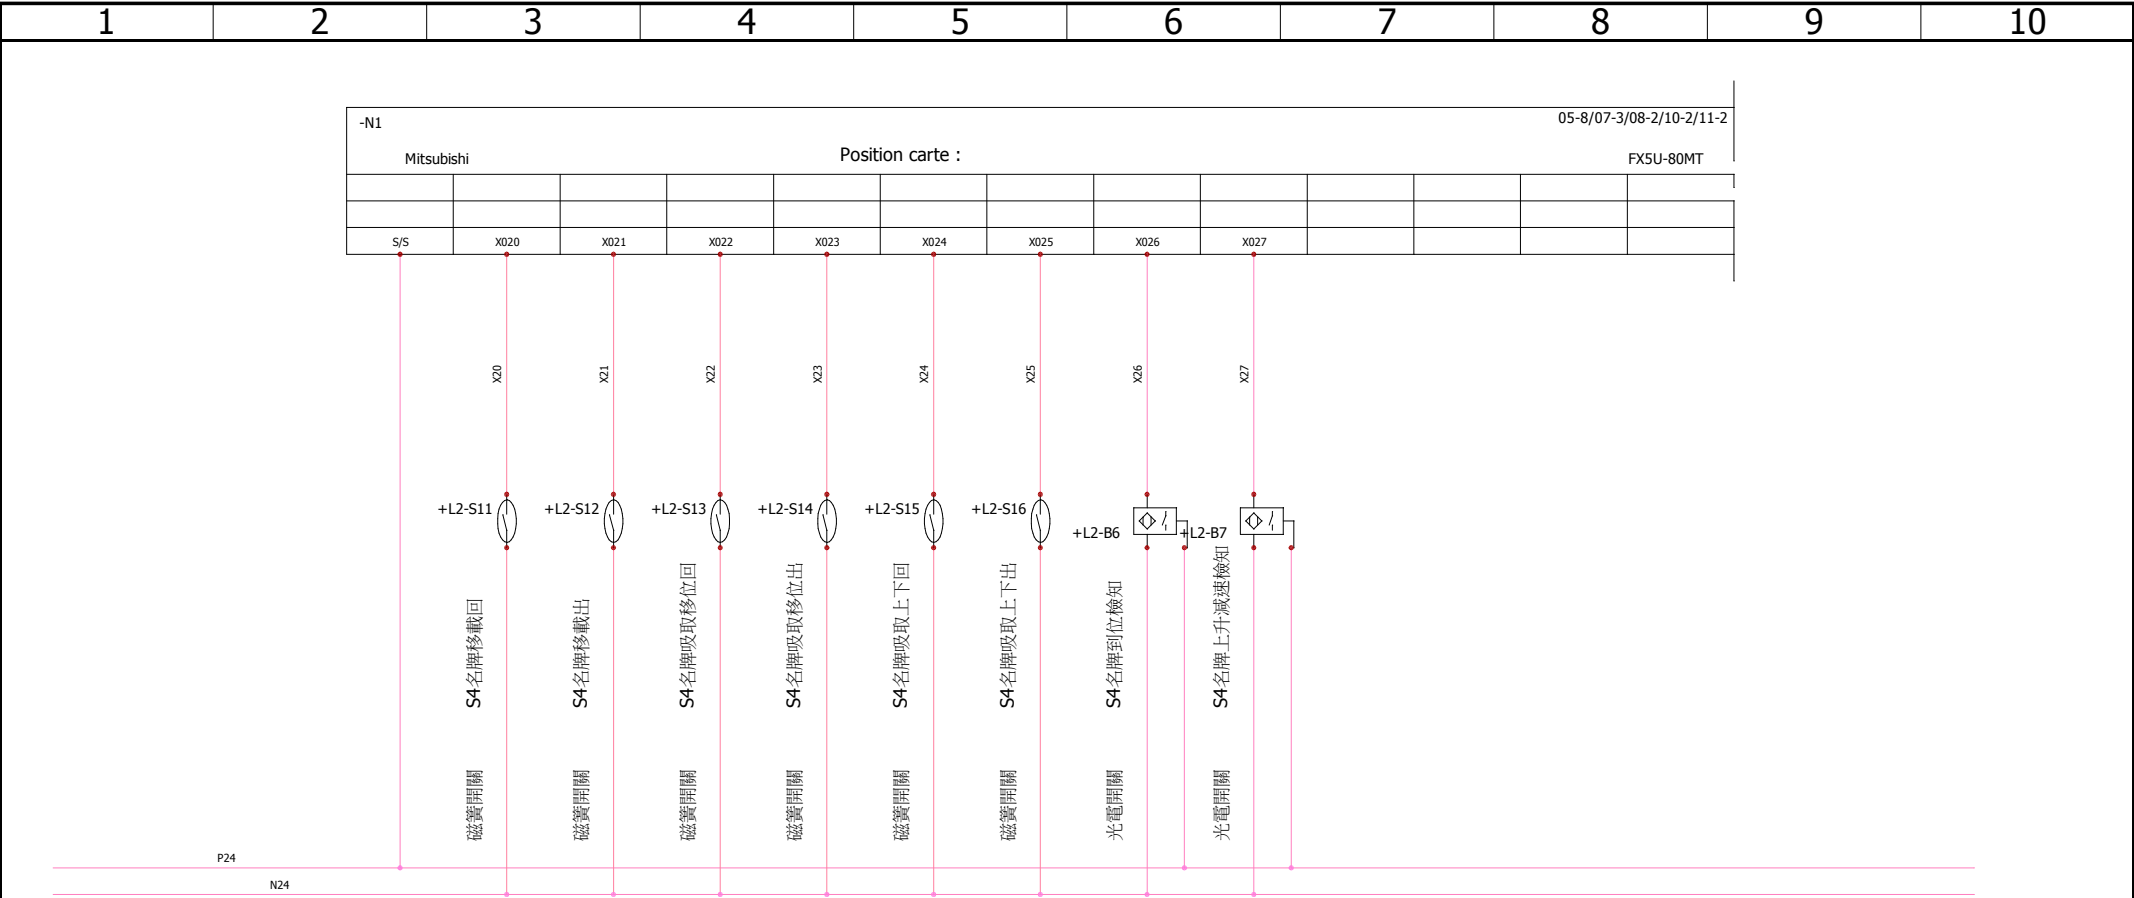 1 2 3 4 5 6 7 8 9 10
-N1 05-8/07-3/08-2/10-2/11-2
Mitsubishi Position carte : FX5U-80MT
S/S X020 X021 X022 X023 X024 X025 X026 X027
X20 X21 X22 X23 X24 X25 X26 X27
+L2-S11 +L2-S12 +L2-S13 +L2-S14 +L2-S15 +L2-S16 +L2-B6 +L2-B7
S4名牌移載回
S4名牌移載出
S4名牌吸取移位回
S4名牌吸取移位出
S4名牌吸取上下回
S4名牌吸取上下出
S4名牌到位檢知
S4名牌上升減速檢知
磁簧開關
磁簧開關
磁簧開關
磁簧開關
磁簧開關
磁簧開關
光電開關
光電開關
P24
N24